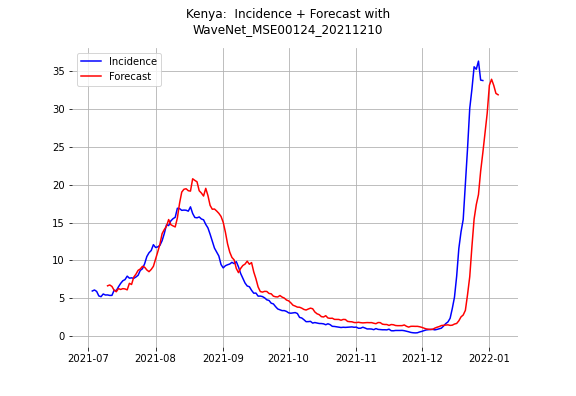 Kenya:  Incidence + Forecast with
WaveNet_MSE00124_20211210
Incidence
Forecast
35
30
25
20
15
10
5
0
2021-07 2021-08 2021-09 2021-10 2021-11 2021-12 2022-01